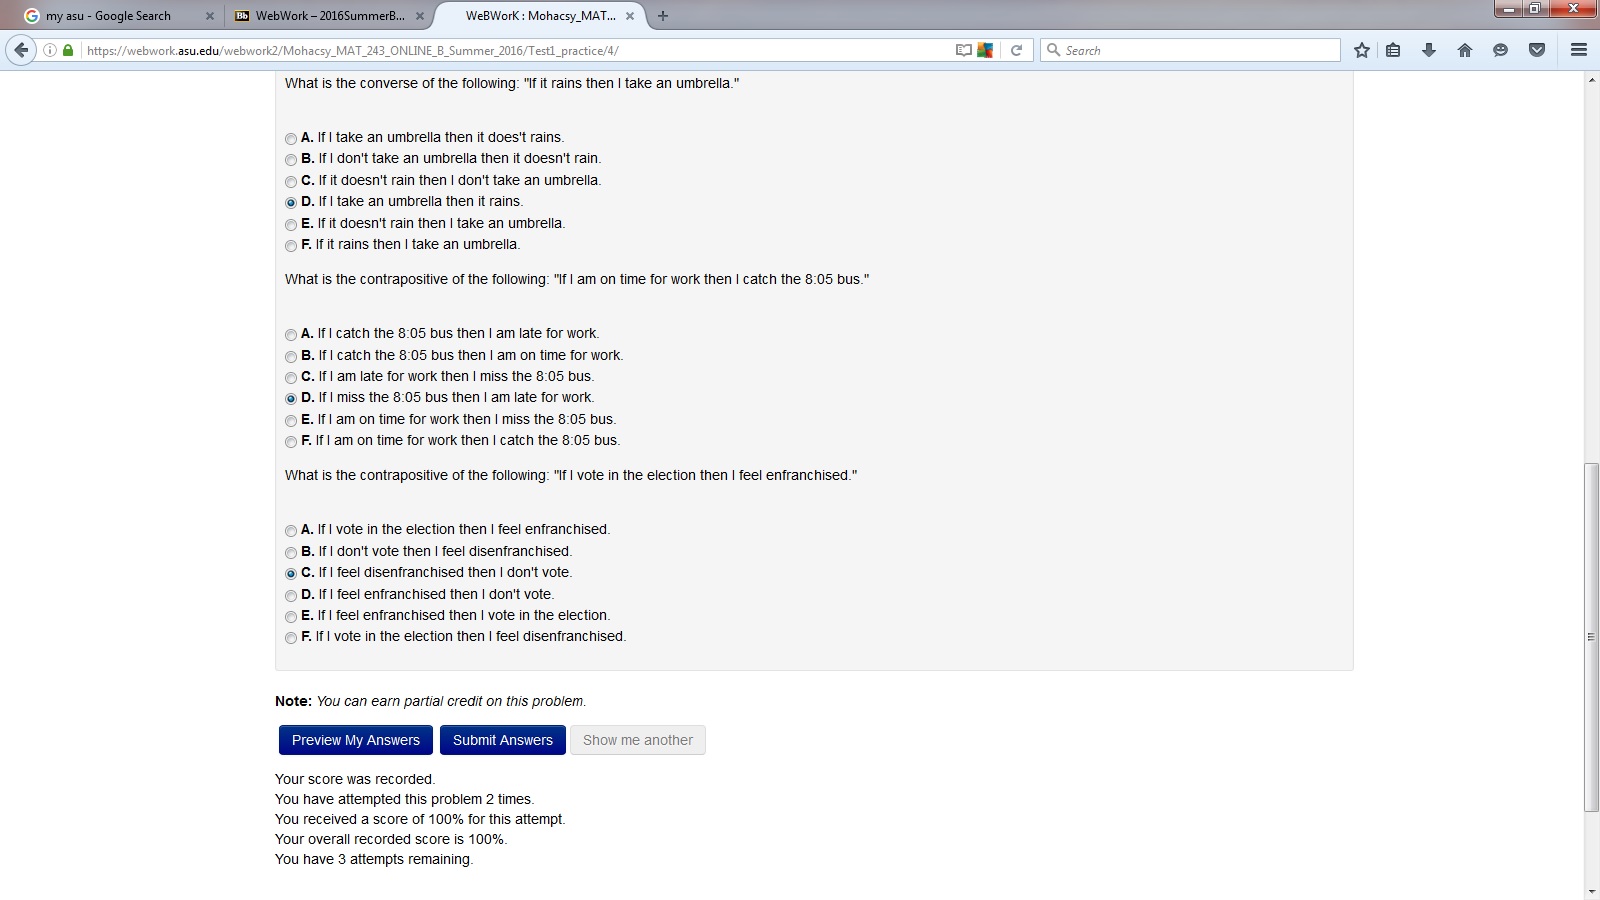 my asu - Google Search
Bb WebWork – 2016SummerB...
WeBWorK : Mohacsy_MAT...
https://webwork.asu.edu/webwork2/Mohacsy_MAT_243_ONLINE_B_Summer_2016/Test1_practice/4/
Search
What is the converse of the following: "If it rains then I take an umbrella."
A. If I take an umbrella then it does't rains.
B. If I don't take an umbrella then it doesn't rain.
C. If it doesn't rain then I don't take an umbrella.
D. If I take an umbrella then it rains.
E. If it doesn't rain then I take an umbrella.
F. If it rains then I take an umbrella.
What is the contrapositive of the following: "If I am on time for work then I catch the 8:05 bus."
A. If I catch the 8:05 bus then I am late for work.
B. If I catch the 8:05 bus then I am on time for work.
C. If I am late for work then I miss the 8:05 bus.
D. If I miss the 8:05 bus then I am late for work.
E. If I am on time for work then I miss the 8:05 bus.
F. If I am on time for work then I catch the 8:05 bus.
What is the contrapositive of the following: "If I vote in the election then I feel enfranchised."
A. If I vote in the election then I feel enfranchised.
B. If I don't vote then I feel disenfranchised.
C. If I feel disenfranchised then I don't vote.
D. If I feel enfranchised then I don't vote.
E. If I feel enfranchised then I vote in the election.
F. If I vote in the election then I feel disenfranchised.
Note: You can earn partial credit on this problem.
Preview My Answers Submit Answers Show me another
Your score was recorded.
You have attempted this problem 2 times.
You received a score of 100% for this attempt.
Your overall recorded score is 100%.
You have 3 attempts remaining.